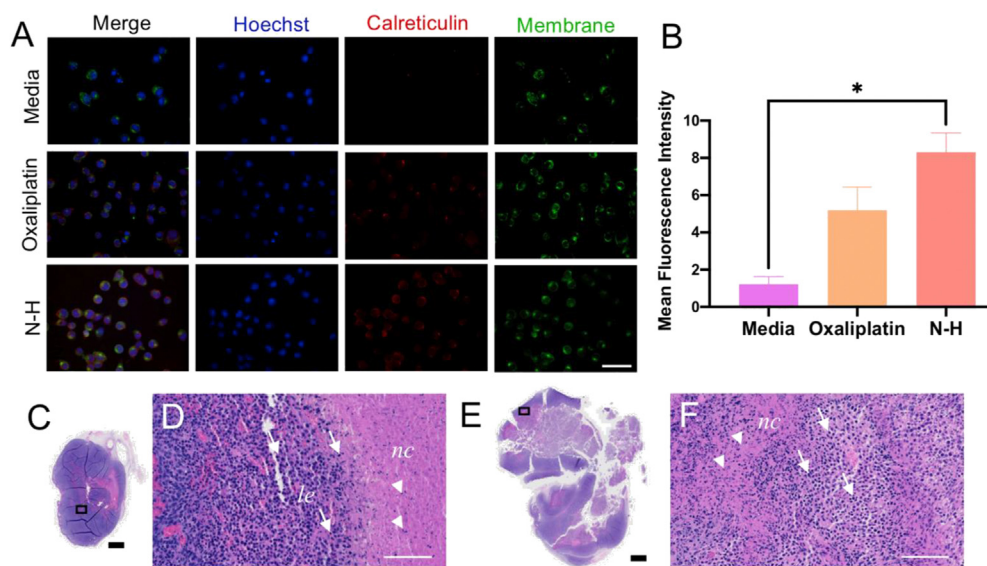 A
Merge Hoechst Calreticulin Membrane
Media
Oxaliplatin
N-H
B
*
Mean Fluorescence Intensity
10
8
6
4
2
0
Media Oxaliplatin N-H
C
D
le
nc
E
F
nc